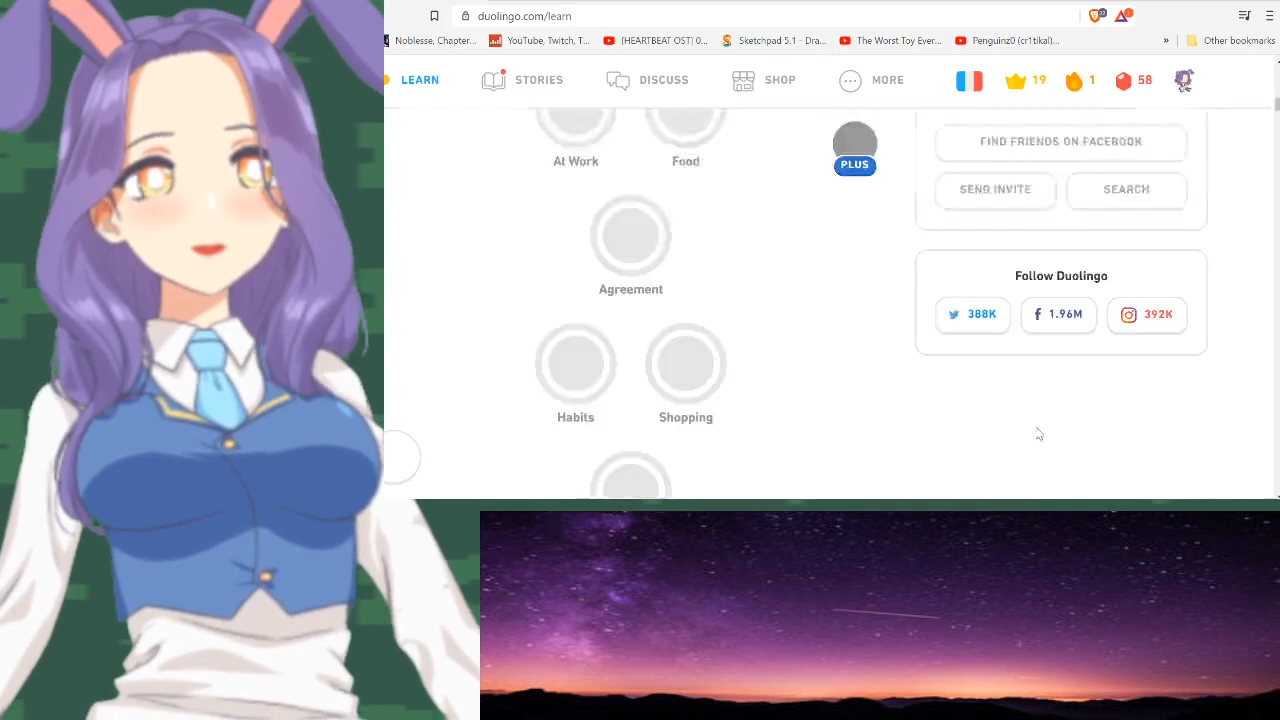 duolingo.com/learn
Noblesse, Chapter... YouTube, Twitch, T... [HEARTBEAT OST] 0... Sketchpad 5.1 - Dra... The Worst Toy Ever... Penguinz0 (cr1tikal)... » Other bookmarks
LEARN STORIES DISCUSS SHOP MORE 19 1 58
FIND FRIENDS ON FACEBOOK
At Work Food
PLUS
SEND INVITE SEARCH
Follow Duolingo
Agreement
388K 1.96M 392K
Habits Shopping